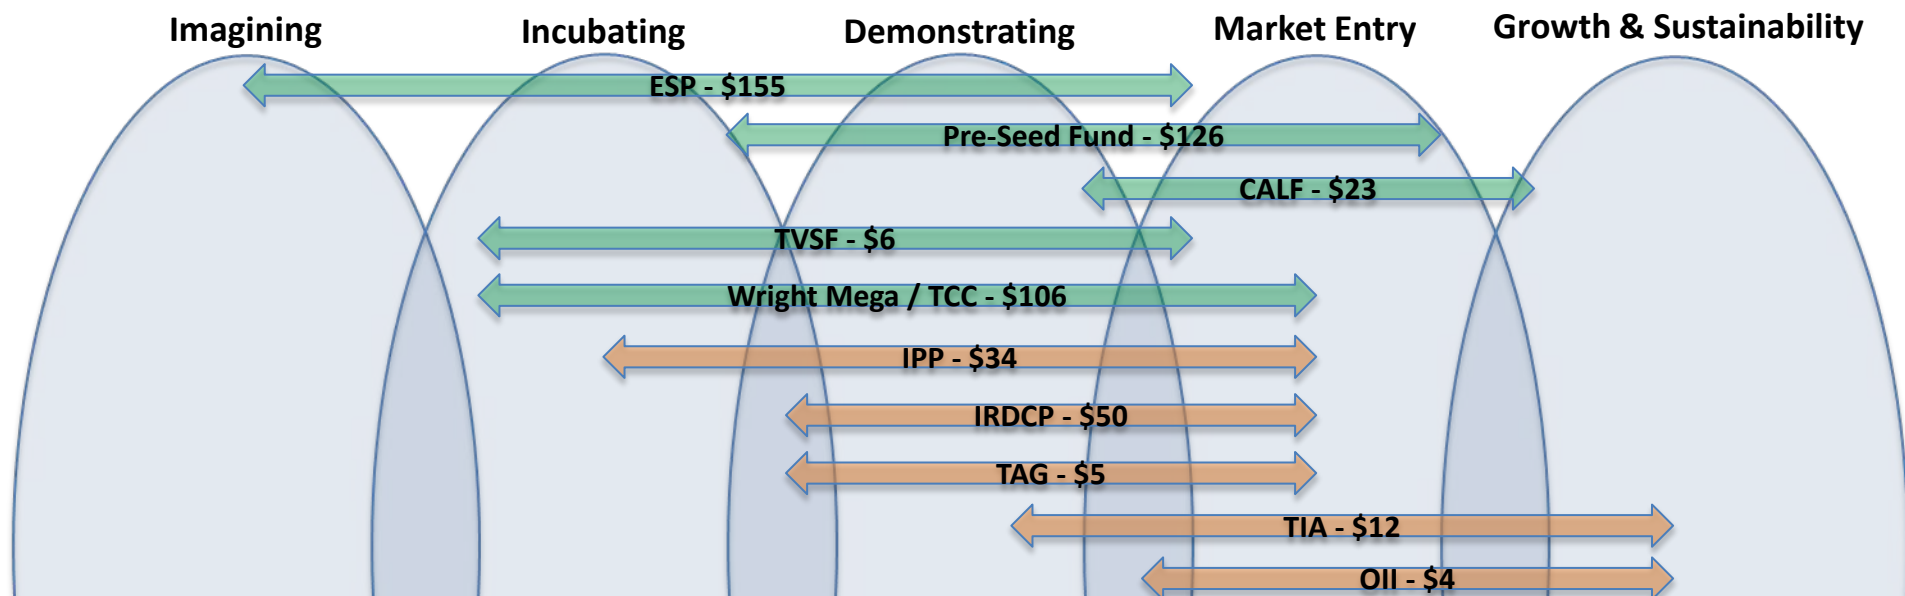 Imagining
Incubating
Demonstrating
Market Entry
Growth & Sustainability
ESP - $155
Pre-Seed Fund - $126
CALF - $23
TVSF - $6
Wright Mega / TCC - $106
IPP - $34
IRDCP - $50
TAG - $5
TIA - $12
OII - $4